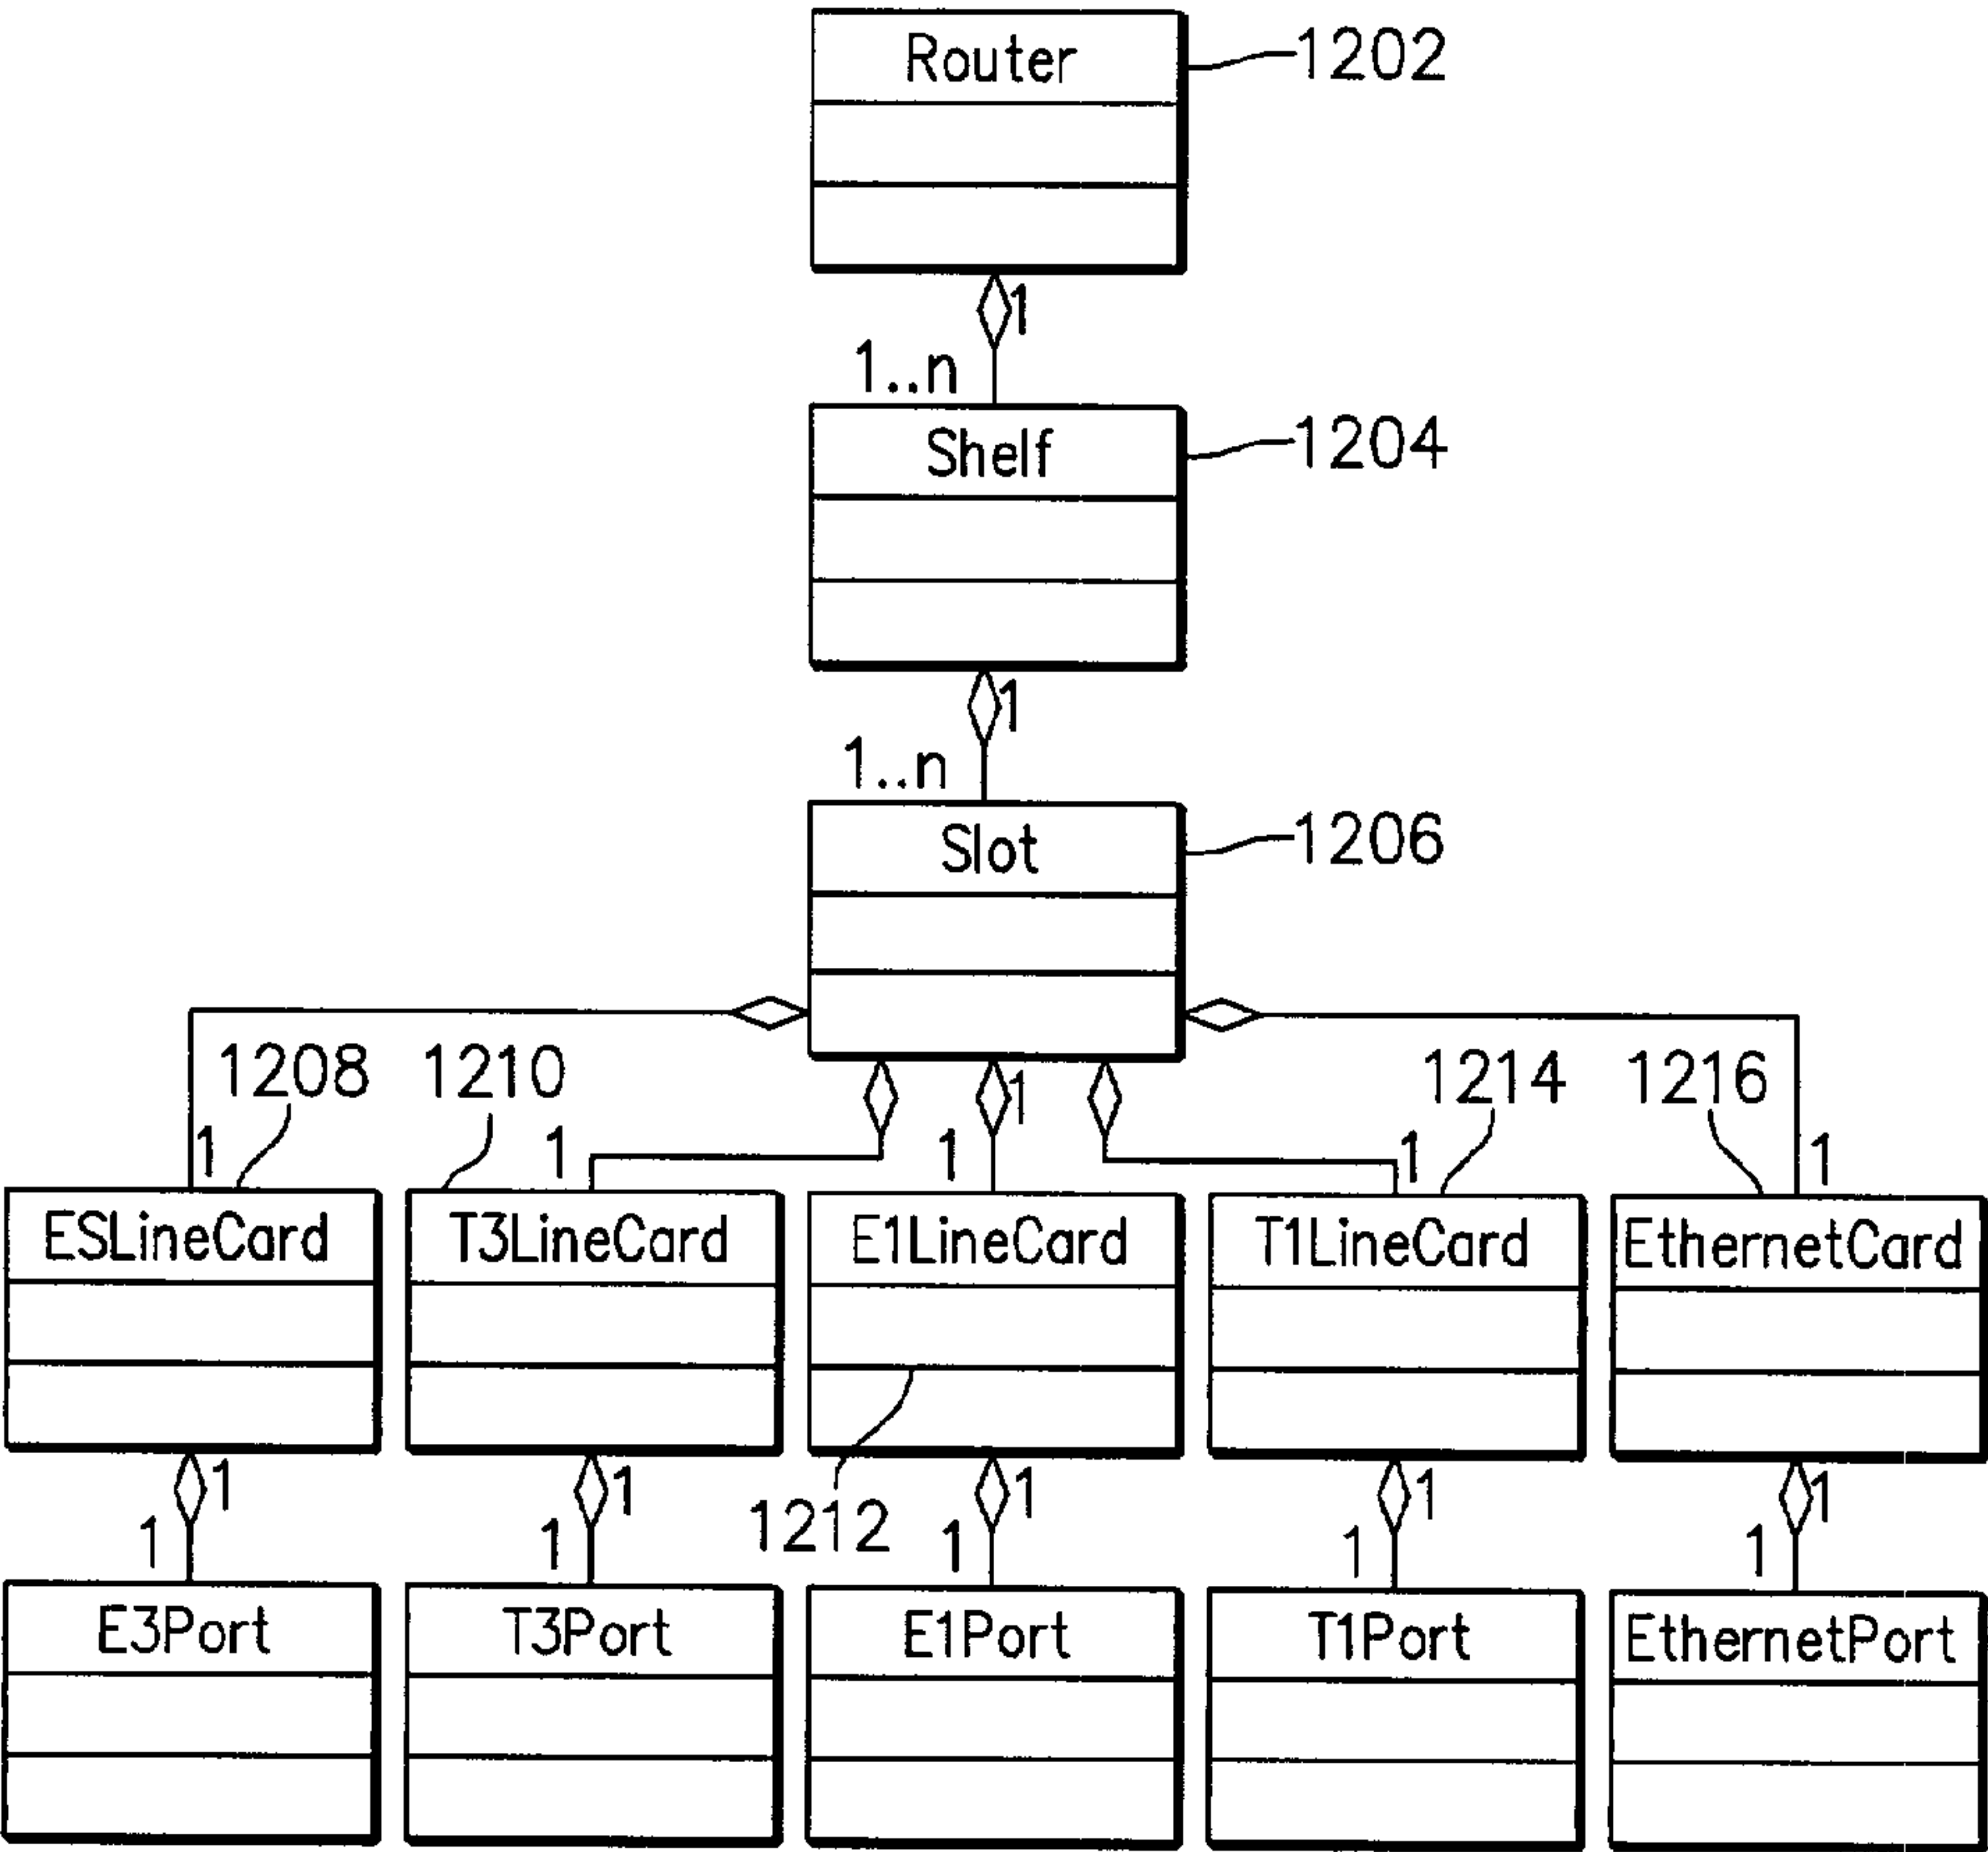 Router
1202
1
1..n
Shelf
1204
1
1..n
Slot
1206
1208
1210
1
1214
1216
1
1
1
1
1
ESLineCard
T3LineCard
E1LineCard
T1LineCard
EthernetCard
1
1
1
1
1
1212
1
1
1
1
1
E3Port
T3Port
E1Port
T1Port
EthernetPort